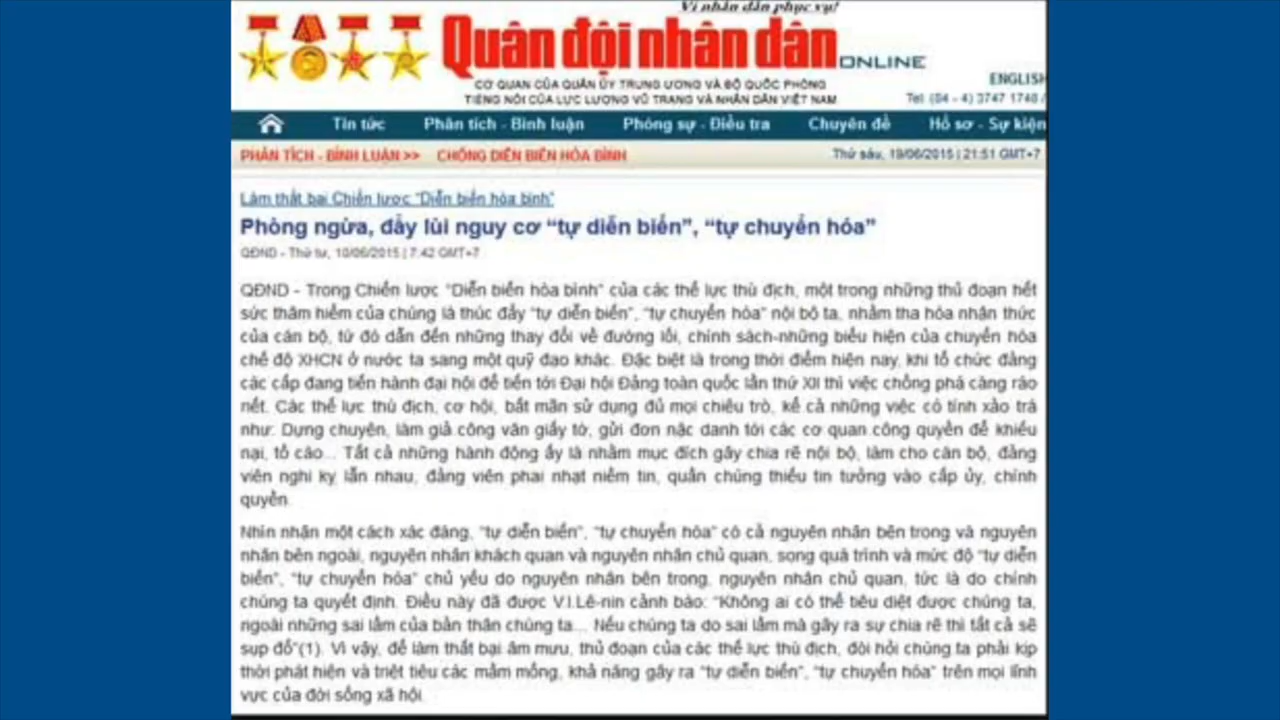 Vì nhân dân phục vụ!
Quân đội nhân dân ONLINE
CƠ QUAN CỦA QUÂN ỦY TRUNG ƯƠNG VÀ BỘ QUỐC PHÒNG
ENGLISH
TIẾNG NÓI CỦA LỰC LƯỢNG VŨ TRANG VÀ NHÂN DÂN VIỆT NAM
Tel: (84 - 4) 3747 1748 /
Tin tức Phân tích - Bình luận Phóng sự - Điều tra Chuyên đề Hồ sơ - Sự kiện
PHÂN TÍCH - BÌNH LUẬN >> CHỐNG DIỄN BIẾN HÒA BÌNH Thứ sáu, 19/06/2015 | 21:51 GMT+7
Làm thất bại Chiến lược "Diễn biến hòa bình"
Phòng ngừa, đẩy lùi nguy cơ “tự diễn biến”, “tự chuyển hóa”
QĐND - Thứ tư, 10/06/2015 | 7:42 GMT+7
QĐND - Trong Chiến lược “Diễn biến hòa bình” của các thế lực thù địch, một trong những thủ đoạn hết
sức thâm hiểm của chúng là thúc đẩy “tự diễn biến”, “tự chuyển hóa” nội bộ ta, nhằm tha hóa nhận thức
của cán bộ, từ đó dẫn đến những thay đổi về đường lối, chính sách-những biểu hiện của chuyển hóa
chế độ XHCN ở nước ta sang một quỹ đạo khác. Đặc biệt là trong thời điểm hiện nay, khi tổ chức đảng
các cấp đang tiến hành đại hội để tiến tới Đại hội Đảng toàn quốc lần thứ XII thì việc chống phá càng ráo
riết. Các thế lực thù địch, cơ hội, bất mãn sử dụng đủ mọi chiêu trò, kể cả những việc có tính xảo trá
như: Dựng chuyện, làm giả công văn giấy tờ, gửi đơn nặc danh tới các cơ quan công quyền để khiếu
nại, tố cáo... Tất cả những hành động ấy là nhằm mục đích gây chia rẽ nội bộ, làm cho cán bộ, đảng
viên nghi kỵ lẫn nhau, đảng viên phai nhạt niềm tin, quần chúng thiếu tin tưởng vào cấp ủy, chính
quyền.
Nhìn nhận một cách xác đáng, “tự diễn biến”, “tự chuyển hóa” có cả nguyên nhân bên trong và nguyên
nhân bên ngoài, nguyên nhân khách quan và nguyên nhân chủ quan, song quá trình và mức độ “tự diễn
biến”, “tự chuyển hóa” chủ yếu do nguyên nhân bên trong, nguyên nhân chủ quan, tức là do chính
chúng ta quyết định. Điều này đã được V.I.Lê-nin cảnh báo: “Không ai có thể tiêu diệt được chúng ta,
ngoài những sai lầm của bản thân chúng ta... Nếu chúng ta do sai lầm mà gây ra sự chia rẽ thì tất cả sẽ
sụp đổ”(1). Vì vậy, để làm thất bại âm mưu, thủ đoạn của các thế lực thù địch, đòi hỏi chúng ta phải kịp
thời phát hiện và triệt tiêu các mầm mống, khả năng gây ra “tự diễn biến”, “tự chuyển hóa” trên mọi lĩnh
vực của đời sống xã hội.